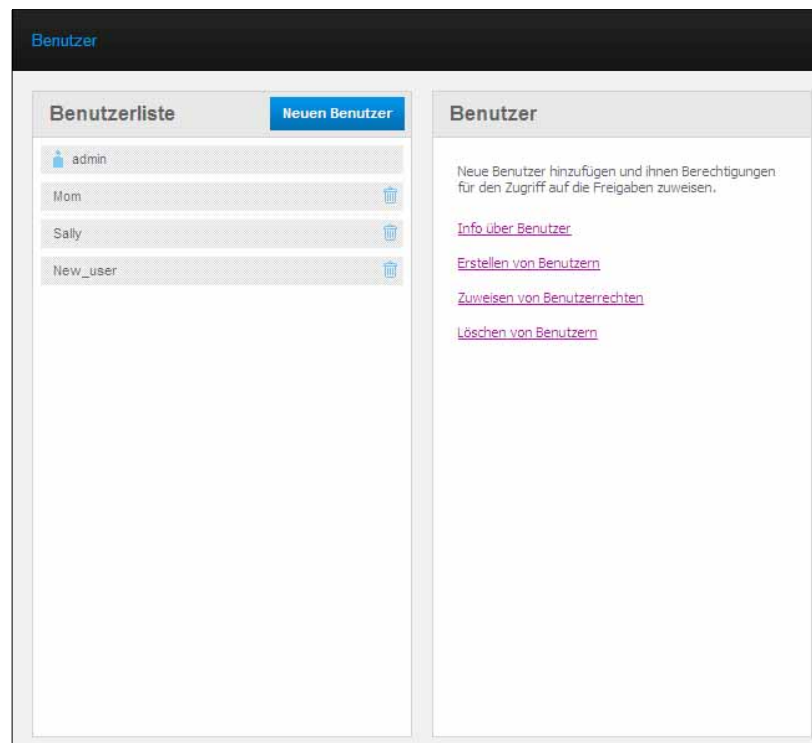 Benutzer
Benutzerliste
Neuen Benutzer
admin
Mom
Sally
New_user
Benutzer
Neue Benutzer hinzufügen und ihnen Berechtigungen
für den Zugriff auf die Freigaben zuweisen.
Info über Benutzer
Erstellen von Benutzern
Zuweisen von Benutzerrechten
Löschen von Benutzern